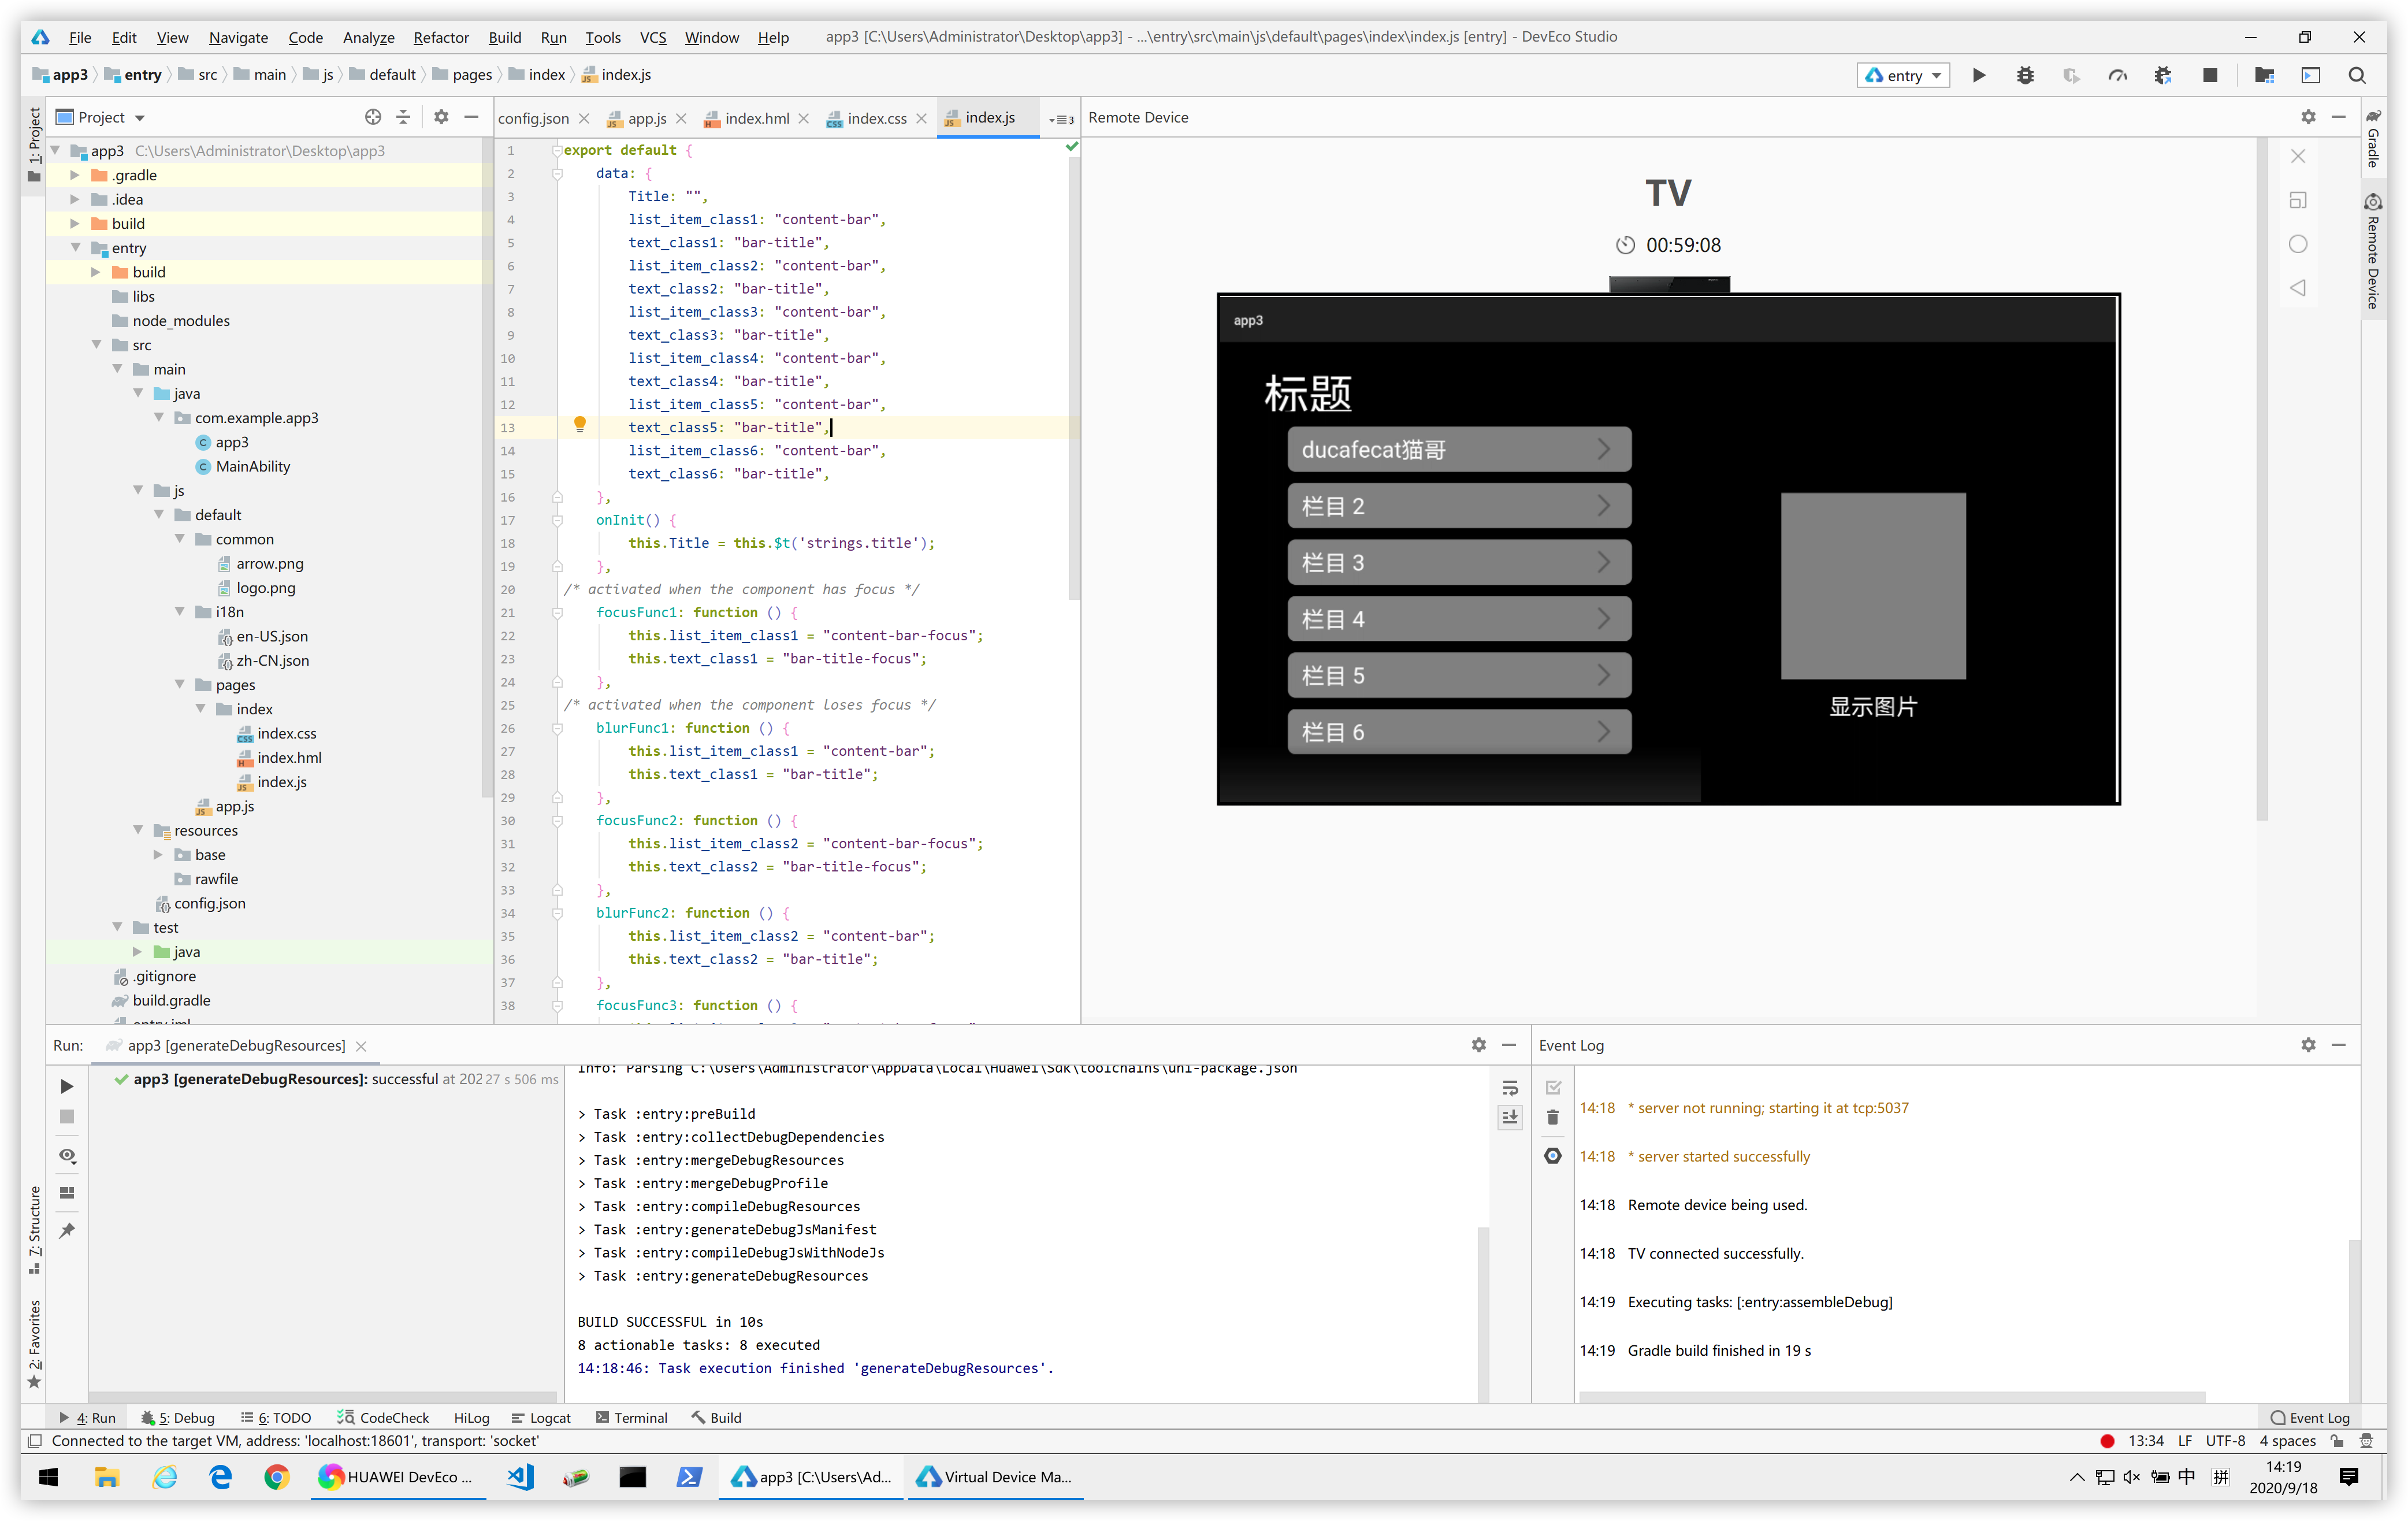 File Edit View Navigate Code Analyze Refactor Build Run Tools VCS Window Help app3 [C:\Users\Administrator\Desktop\app3] - ...\entry\src\main\js\default\pages\index\index.js [entry] - DevEco Studio
app3 entry src main js default pages index index.js entry
1: Project
Project
app3 C:\Users\Administrator\Desktop\app3
.gradle
.idea
build
entry
build
libs
node_modules
src
main
java
com.example.app3
app3
MainAbility
js
default
common
arrow.png
logo.png
i18n
en-US.json
zh-CN.json
pages
index
index.css
index.hml
index.js
app.js
resources
base
rawfile
config.json
test
java
.gitignore
build.gradle
entry.iml
config.json app.js index.hml index.css index.js 3
1 export default {
2 data: {
3 Title: "",
4 list_item_class1: "content-bar",
5 text_class1: "bar-title",
6 list_item_class2: "content-bar",
7 text_class2: "bar-title",
8 list_item_class3: "content-bar",
9 text_class3: "bar-title",
10 list_item_class4: "content-bar",
11 text_class4: "bar-title",
12 list_item_class5: "content-bar",
13 text_class5: "bar-title",
14 list_item_class6: "content-bar",
15 text_class6: "bar-title",
16 },
17 onInit() {
18 this.Title = this.$t('strings.title');
19 },
20 /* activated when the component has focus */
21 focusFunc1: function () {
22 this.list_item_class1 = "content-bar-focus";
23 this.text_class1 = "bar-title-focus";
24 },
25 /* activated when the component loses focus */
26 blurFunc1: function () {
27 this.list_item_class1 = "content-bar";
28 this.text_class1 = "bar-title";
29 },
30 focusFunc2: function () {
31 this.list_item_class2 = "content-bar-focus";
32 this.text_class2 = "bar-title-focus";
33 },
34 blurFunc2: function () {
35 this.list_item_class2 = "content-bar";
36 this.text_class2 = "bar-title";
37 },
38 focusFunc3: function () {
Remote Device
TV
00:59:08
app3
标题
ducafecat猫哥
栏目 2
栏目 3
栏目 4
栏目 5
栏目 6
显示图片
Gradle
Remote Device
Run: app3 [generateDebugResources]
app3 [generateDebugResources]: successful at 202 27 s 506 ms
Info: Parsing C:\Users\Administrator\AppData\Local\Huawei\Sdk\toolchains\uni-package.json
> Task :entry:preBuild
> Task :entry:collectDebugDependencies
> Task :entry:mergeDebugResources
> Task :entry:mergeDebugProfile
> Task :entry:compileDebugResources
> Task :entry:generateDebugJsManifest
> Task :entry:compileDebugJsWithNodeJs
> Task :entry:generateDebugResources
BUILD SUCCESSFUL in 10s
8 actionable tasks: 8 executed
14:18:46: Task execution finished 'generateDebugResources'.
Event Log
14:18 * server not running; starting it at tcp:5037
14:18 * server started successfully
14:18 Remote device being used.
14:18 TV connected successfully.
14:19 Executing tasks: [:entry:assembleDebug]
14:19 Gradle build finished in 19 s
7: Structure
2: Favorites
4: Run 5: Debug 6: TODO CodeCheck HiLog Logcat Terminal Build Event Log
Connected to the target VM, address: 'localhost:18601', transport: 'socket' 13:34 LF UTF-8 4 spaces
HUAWEI DevEco ... app3 [C:\Users\Ad... Virtual Device Ma... 中 拼 14:19
2020/9/18